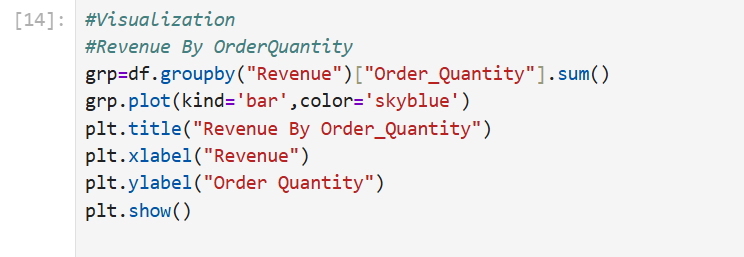 [14]:
#Visualization
#Revenue By OrderQuantity
grp=df.groupby("Revenue")["Order_Quantity"].sum()
grp.plot(kind='bar',color='skyblue')
plt.title("Revenue By Order_Quantity")
plt.xlabel("Revenue")
plt.ylabel("Order Quantity")
plt.show()